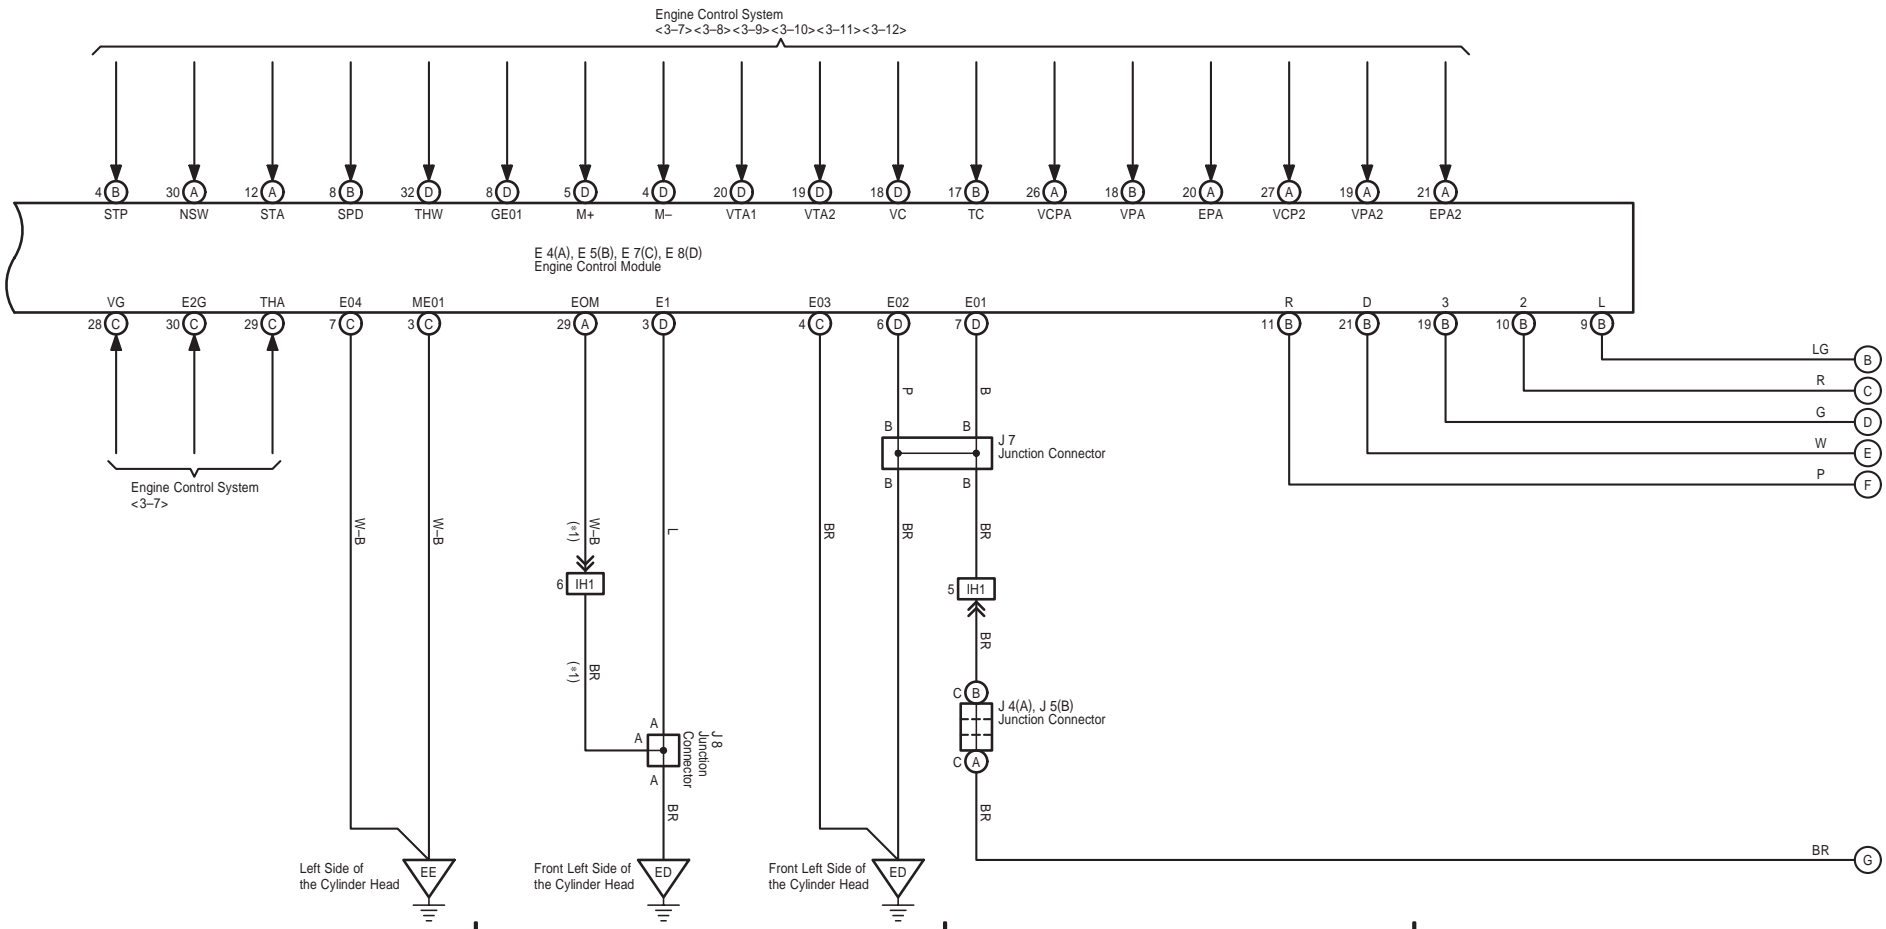 Engine Control System
<3–7><3–8><3–9><3–10><3–11><3–12>
4 B 30 A 12 A 8 B 32 D 8 D 5 D 4 D 20 D 19 D 18 D 17 B 26 A 18 B 20 A 27 A 19 A 21 A
STP NSW STA SPD THW GE01 M+ M– VTA1 VTA2 VC TC VCPA VPA EPA VCP2 VPA2 EPA2
E 4(A), E 5(B), E 7(C), E 8(D)
Engine Control Module
VG E2G THA E04 ME01 EOM E1 E03 E02 E01 R D 3 2 L
28 C 30 C 29 C 7 C 3 C 29 A 3 D 4 C 6 D 7 D 11 B 21 B 19 B 10 B 9 B
LG B
R C
G D
W E
P F
P B
B B
J 7
Junction Connector
B B
Engine Control System
<3–7>
W–B W–B (*1) W–B L BR BR BR
6 IH1
5 IH1
BR
(*1) BR
C B
J 4(A), J 5(B)
Junction Connector
C A
A
A
A
J 8
Junction
Connector
BR
BR
BR G
Left Side of
the Cylinder Head
EE
Front Left Side of
the Cylinder Head
ED
Front Left Side of
the Cylinder Head
ED